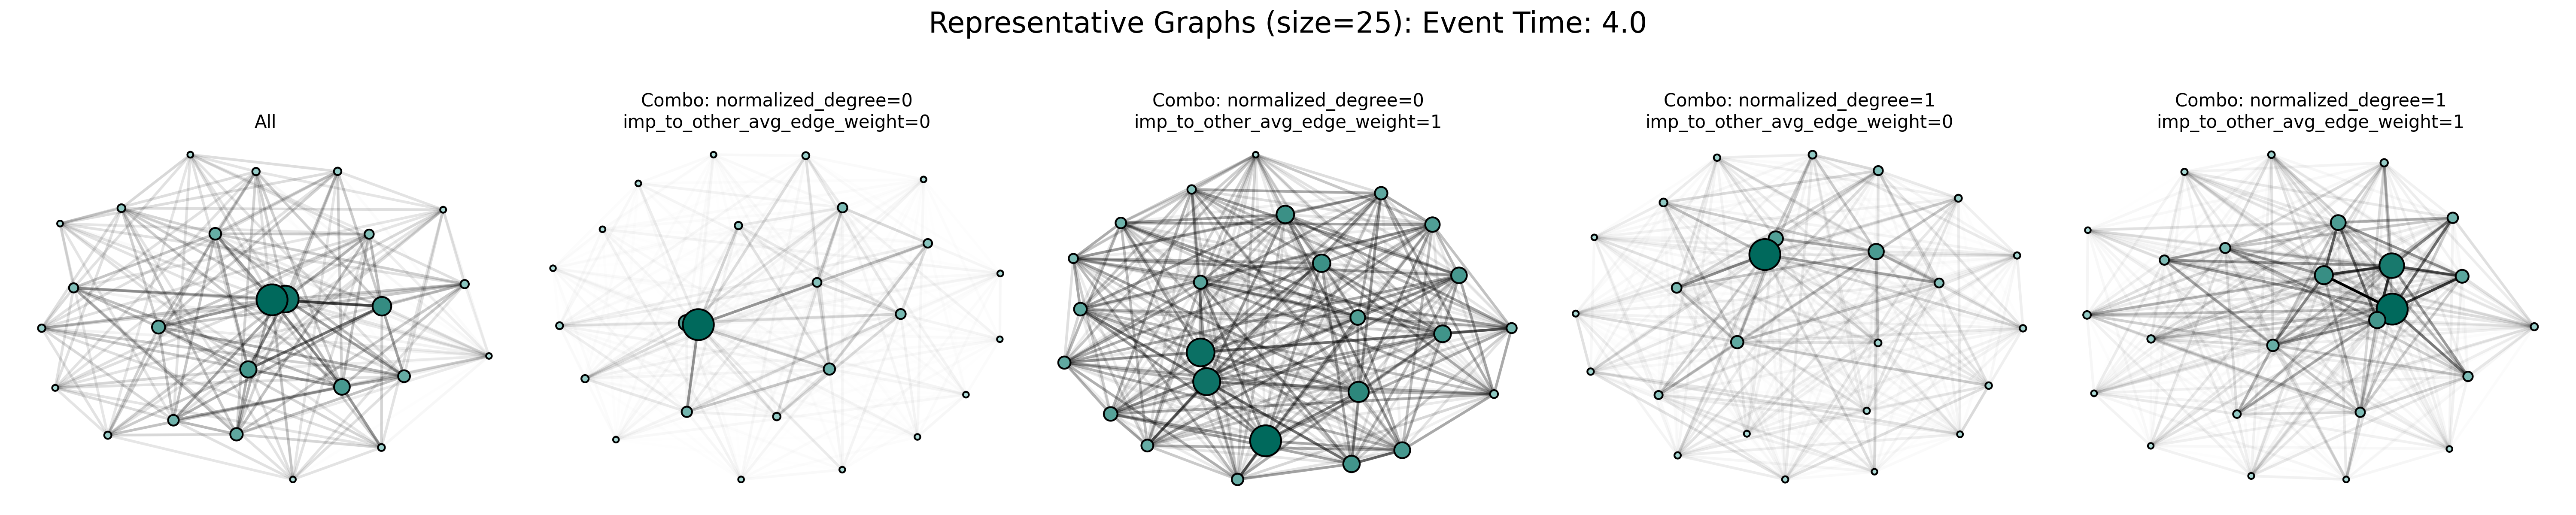 Representative Graphs (size=25): Event Time: 4.0
All
Combo: normalized_degree=0
imp_to_other_avg_edge_weight=0
Combo: normalized_degree=0
imp_to_other_avg_edge_weight=1
Combo: normalized_degree=1
imp_to_other_avg_edge_weight=0
Combo: normalized_degree=1
imp_to_other_avg_edge_weight=1